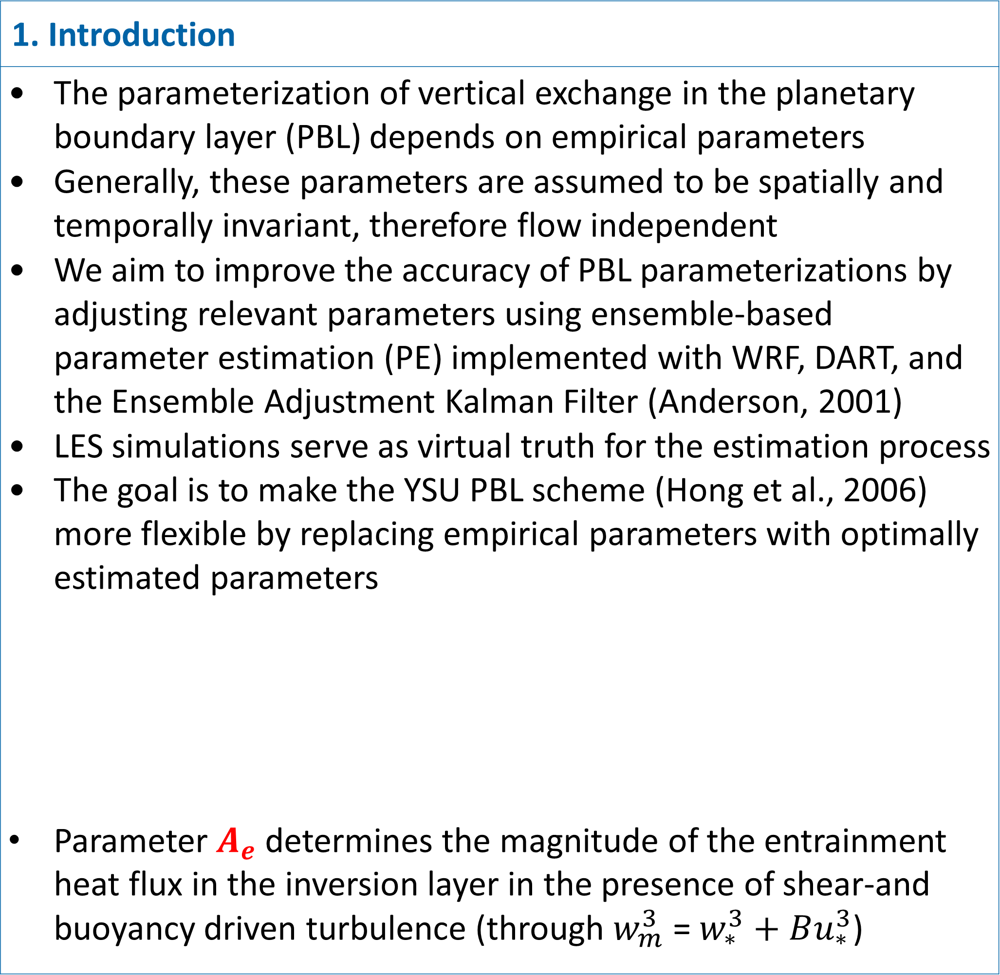 1. Introduction
• The parameterization of vertical exchange in the planetary
boundary layer (PBL) depends on empirical parameters
• Generally, these parameters are assumed to be spatially and
temporally invariant, therefore flow independent
• We aim to improve the accuracy of PBL parameterizations by
adjusting relevant parameters using ensemble-based
parameter estimation (PE) implemented with WRF, DART, and
the Ensemble Adjustment Kalman Filter (Anderson, 2001)
• LES simulations serve as virtual truth for the estimation process
• The goal is to make the YSU PBL scheme (Hong et al., 2006)
more flexible by replacing empirical parameters with optimally
estimated parameters
• Parameter $A_e$ determines the magnitude of the entrainment
heat flux in the inversion layer in the presence of shear-and
buoyancy driven turbulence (through $w_m^3 = w_*^3 + Bu_*^3$)